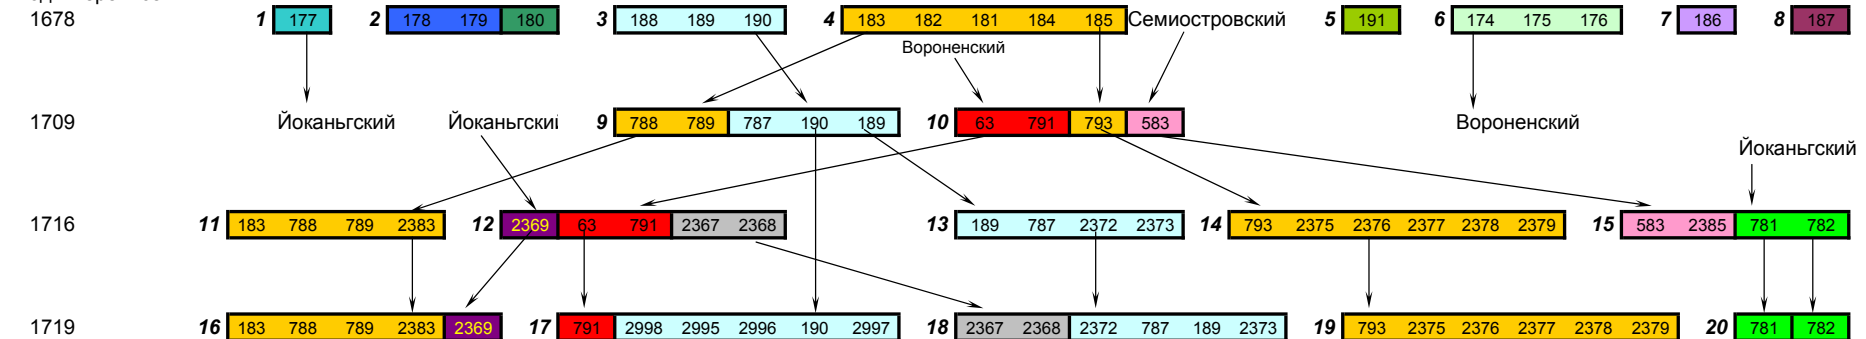 1678 1 177 2 178 179 180 3 188 189 190 4 183 182 181 184 185 Семиостровский 5 191 6 174 175 176 7 186 8 187
Вороненский
1709 Йоканьгский Йоканьгски 9 788 789 787 190 189 10 63 791 793 583 Вороненский
Йоканьгский
1716 11 183 788 789 2383 12 2369 63 791 2367 2368 13 189 787 2372 2373 14 793 2375 2376 2377 2378 2379 15 583 2385 781 782
1719 16 183 788 789 2383 2369 17 791 2998 2995 2996 190 2997 18 2367 2368 2372 787 189 2373 19 793 2375 2376 2377 2378 2379 20 781 782